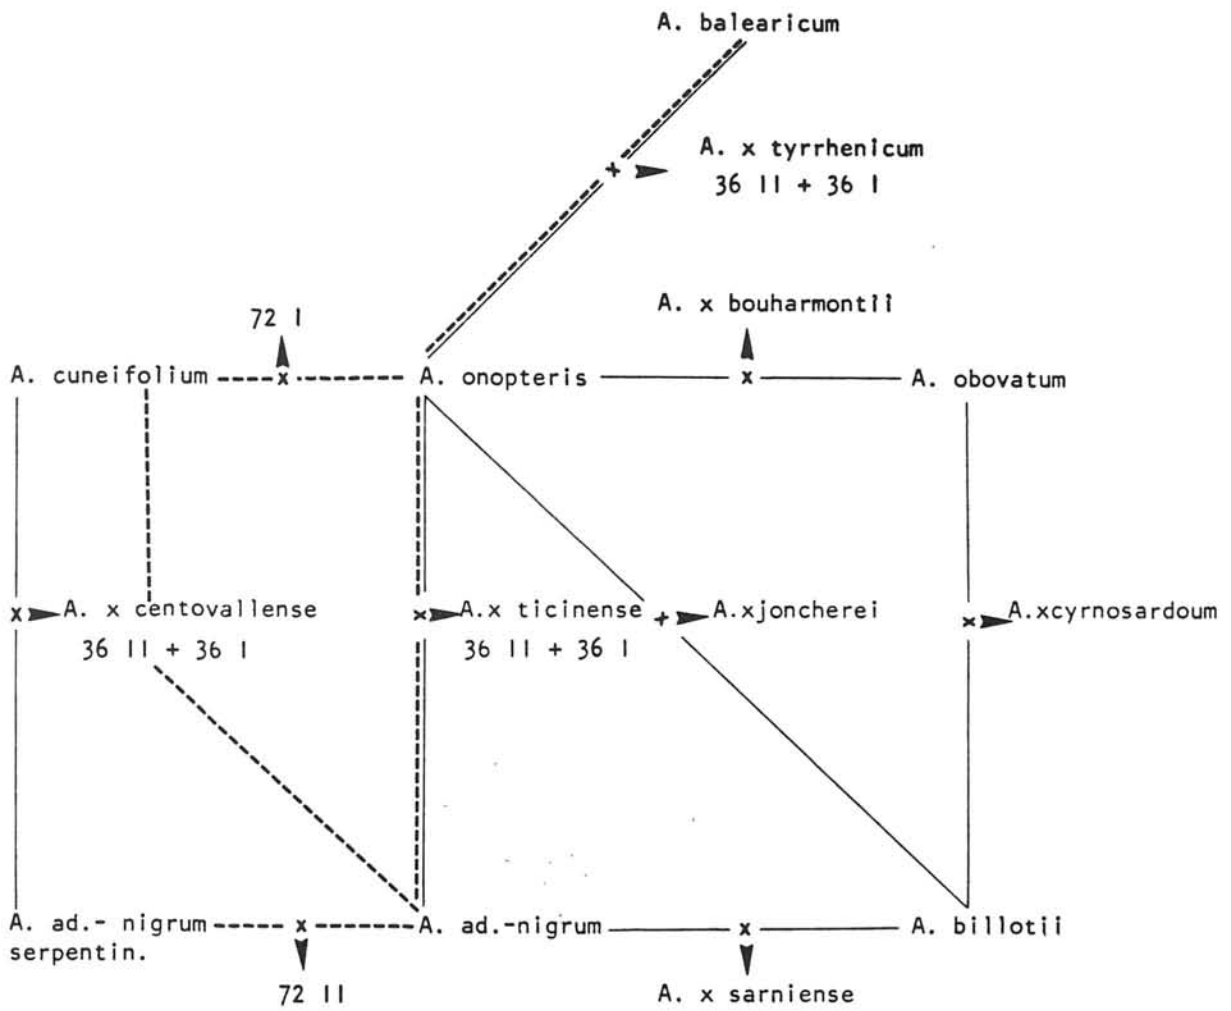 A. balearicum
A. x tyrrhenicum
36 II + 36 I
A. x bouharmontii
72 I
A. cuneifolium x A. onopteris x A. obovatum
x A. x centovallense x A.x ticinense + A.xjoncherei x A.xcyrnosardoum
36 II + 36 I 36 II + 36 I
A. ad.- nigrum x A. ad.-nigrum x A. billotii
serpentin.
72 II A. x sarniense